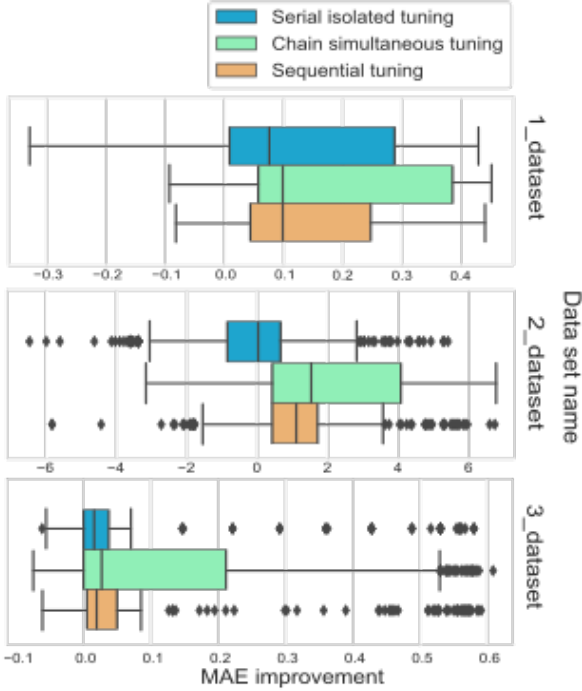 Serial isolated tuning
Chain simultaneous tuning
Sequential tuning
1_dataset
−0.3 −0.2 −0.1 0.0 0.1 0.2 0.3 0.4
Data set name
2_dataset
−6 −4 −2 0 2 4 6
3_dataset
−0.1 0.0 0.1 0.2 0.3 0.4 0.5 0.6
MAE improvement